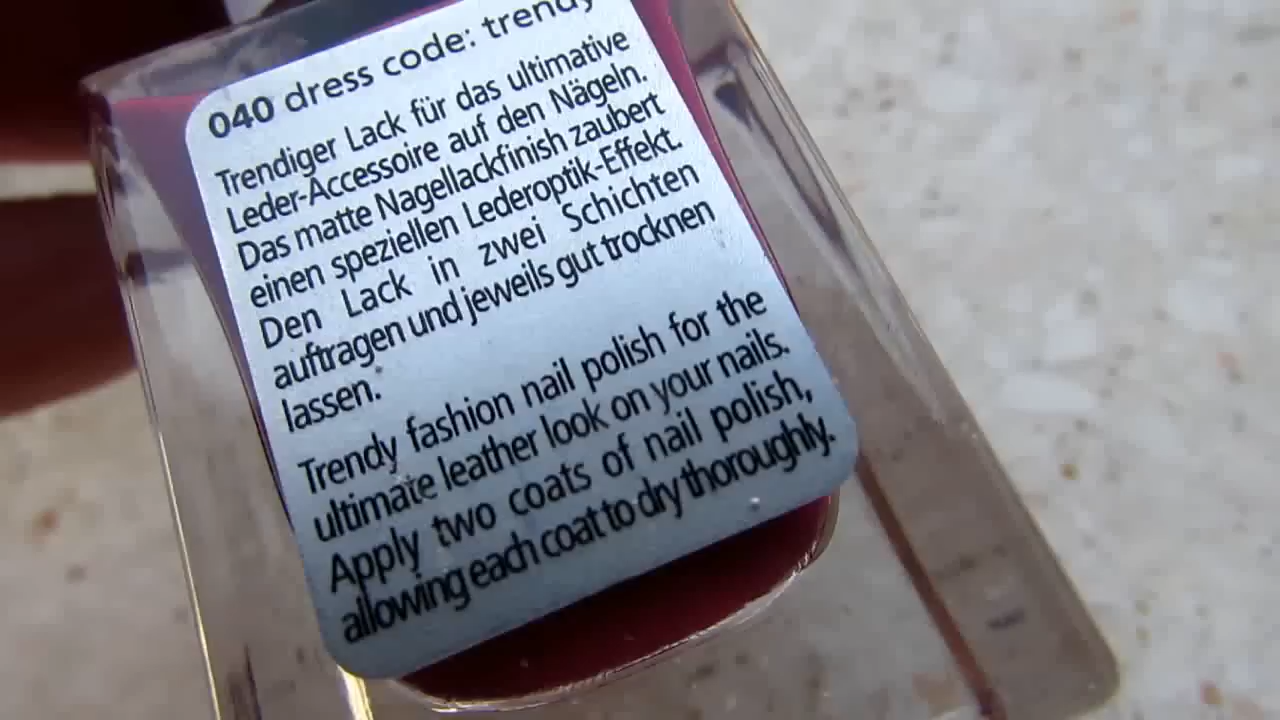 040 dress code: trendy
Trendiger Lack für das ultimative
Leder-Accessoire auf den Nägeln.
Das matte Nagellackfinish zaubert
einen speziellen Lederoptik-Effekt.
Den Lack in zwei Schichten
auftragen und jeweils gut trocknen
lassen.
Trendy fashion nail polish for the
ultimate leather look on your nails.
Apply two coats of nail polish,
allowing each coat to dry thoroughly.